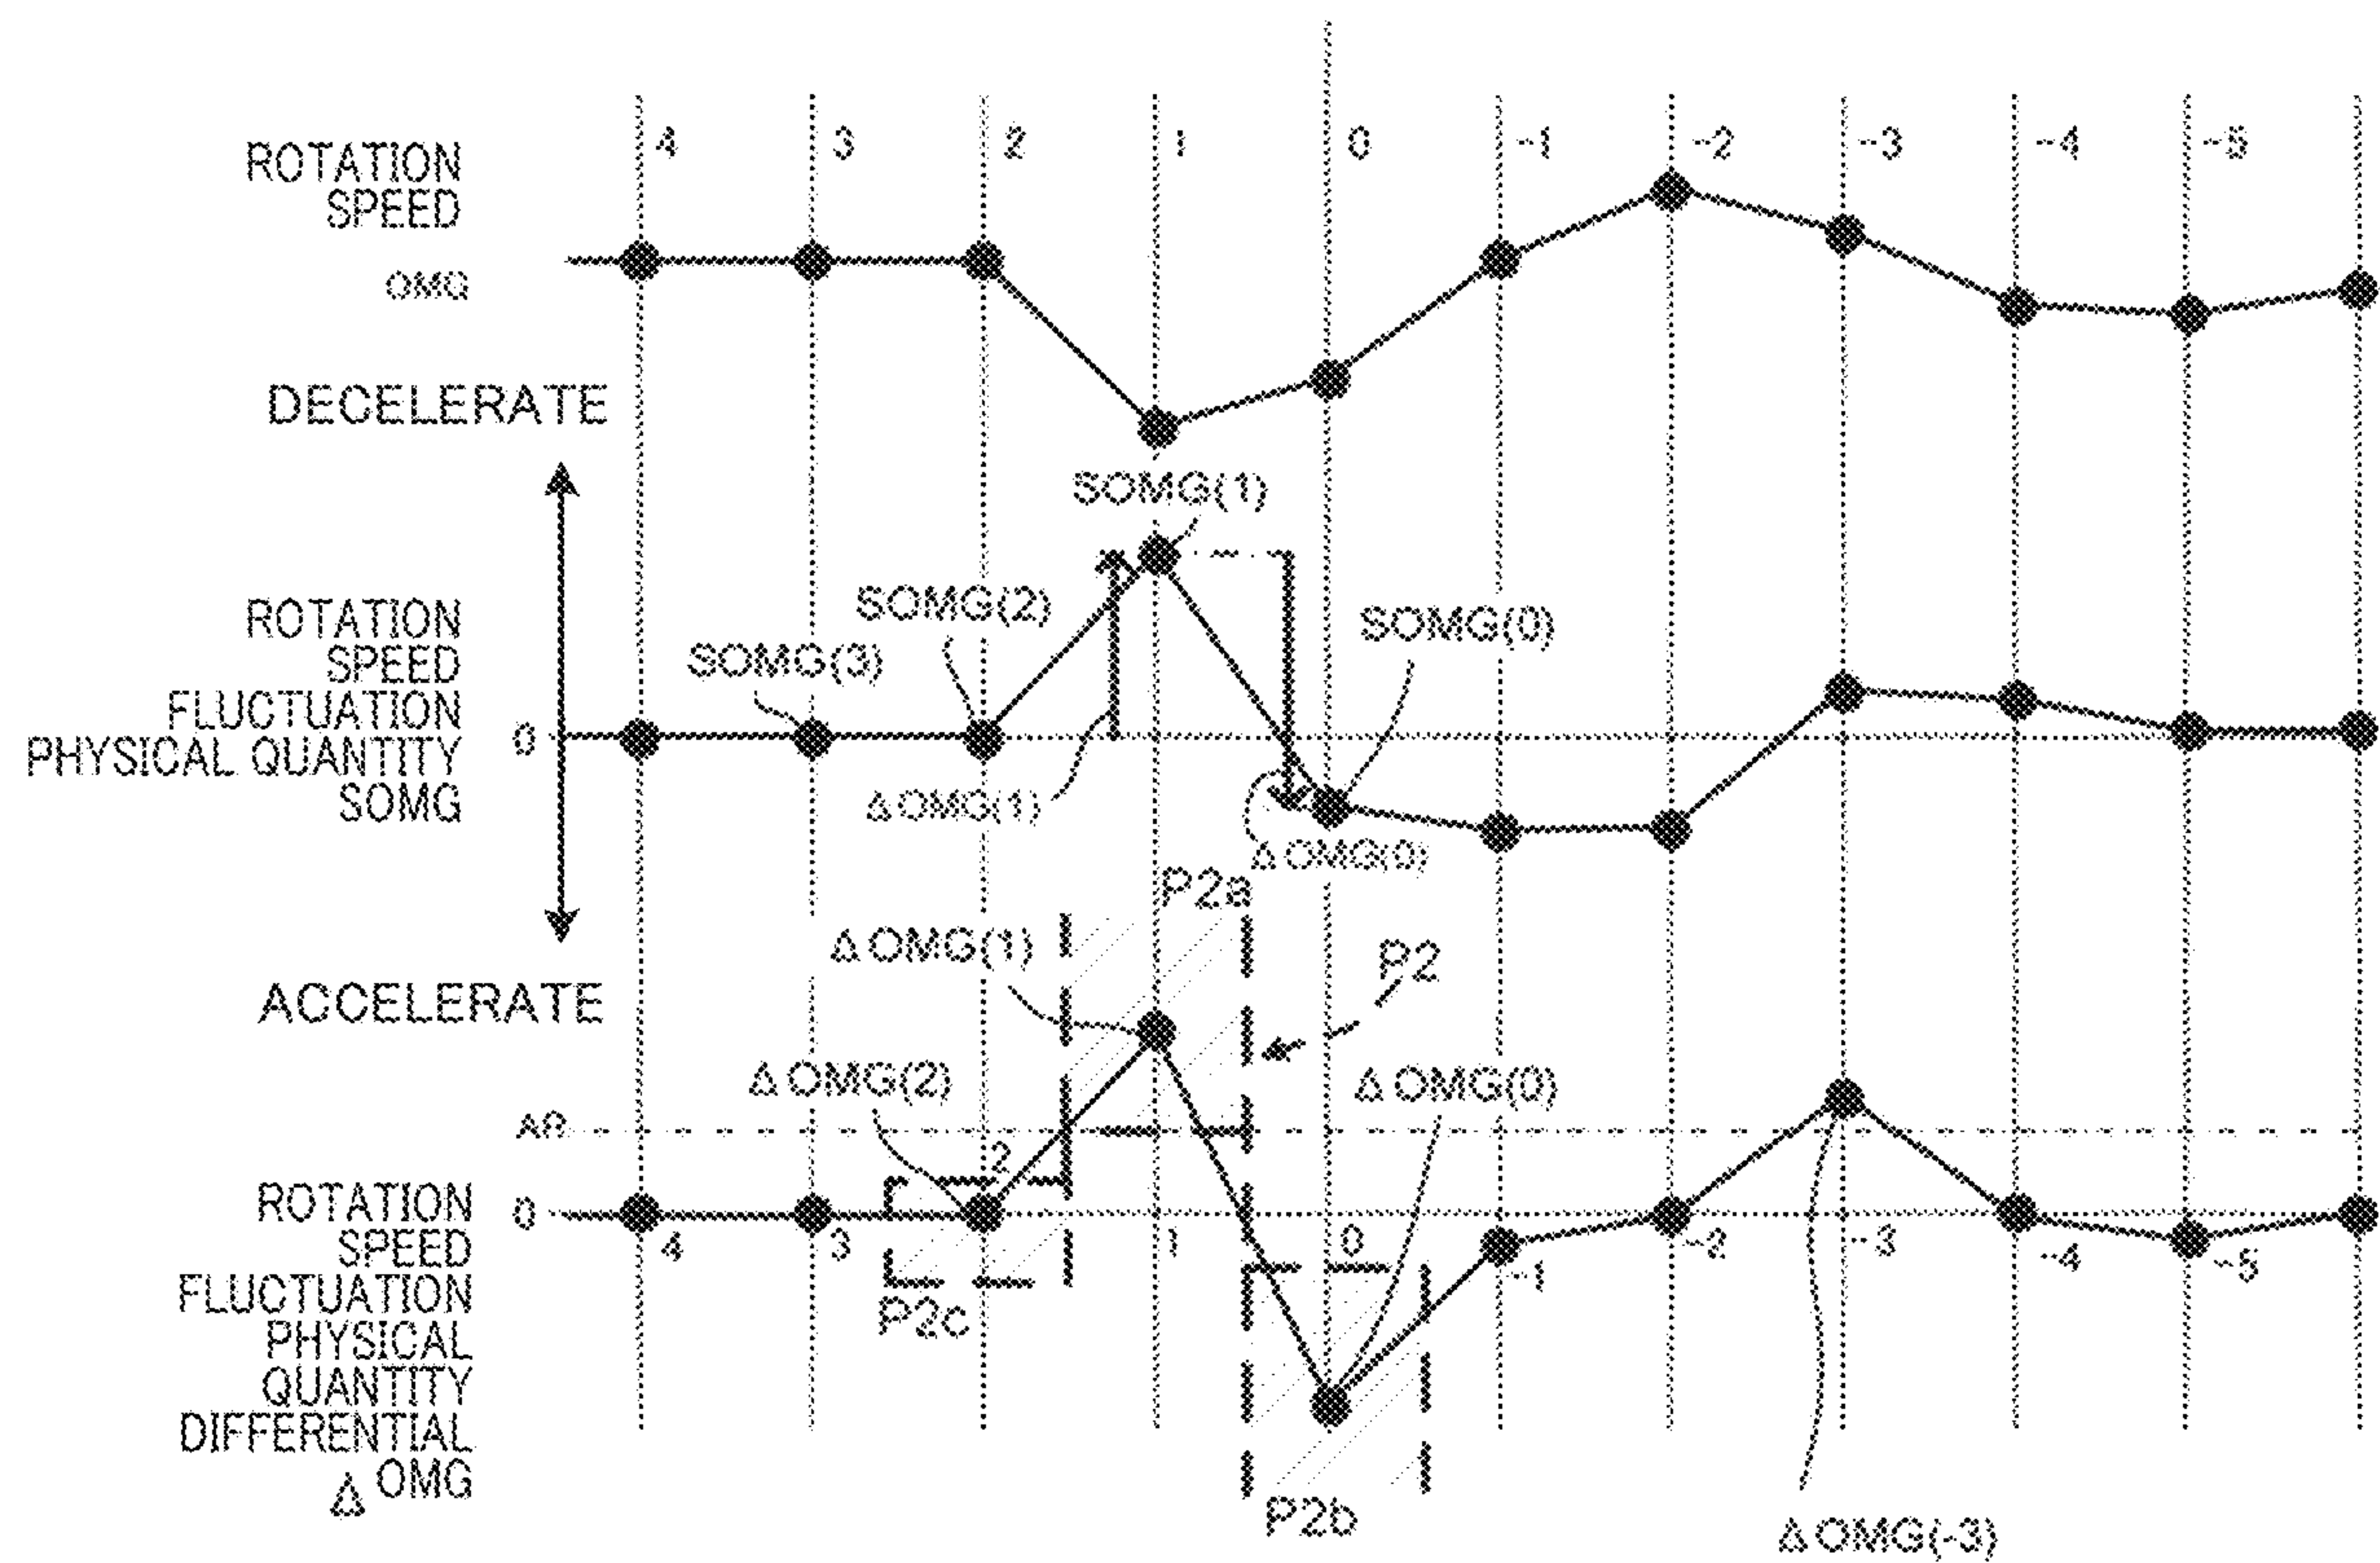 4 3 2 1 0 -1 -2 -3 -4 -5
ROTATION
SPEED
OMG
DECELERATE
SOMG(1)
SOMG(2)
SOMG(0)
SOMG(3)
ROTATION
SPEED
FLUCTUATION
PHYSICAL QUANTITY
SOMG
0
ΔOMG(1)
ΔOMG(0)
P2a
ΔOMG(1)
P2
ACCELERATE
ΔOMG(2)
ΔOMG(0)
AR
2
ROTATION
SPEED
FLUCTUATION
PHYSICAL
QUANTITY
DIFFERENTIAL
ΔOMG
0
4 3 1 0 -1 -2 -3 -4 -5
P2c
P2b
ΔOMG(-3)